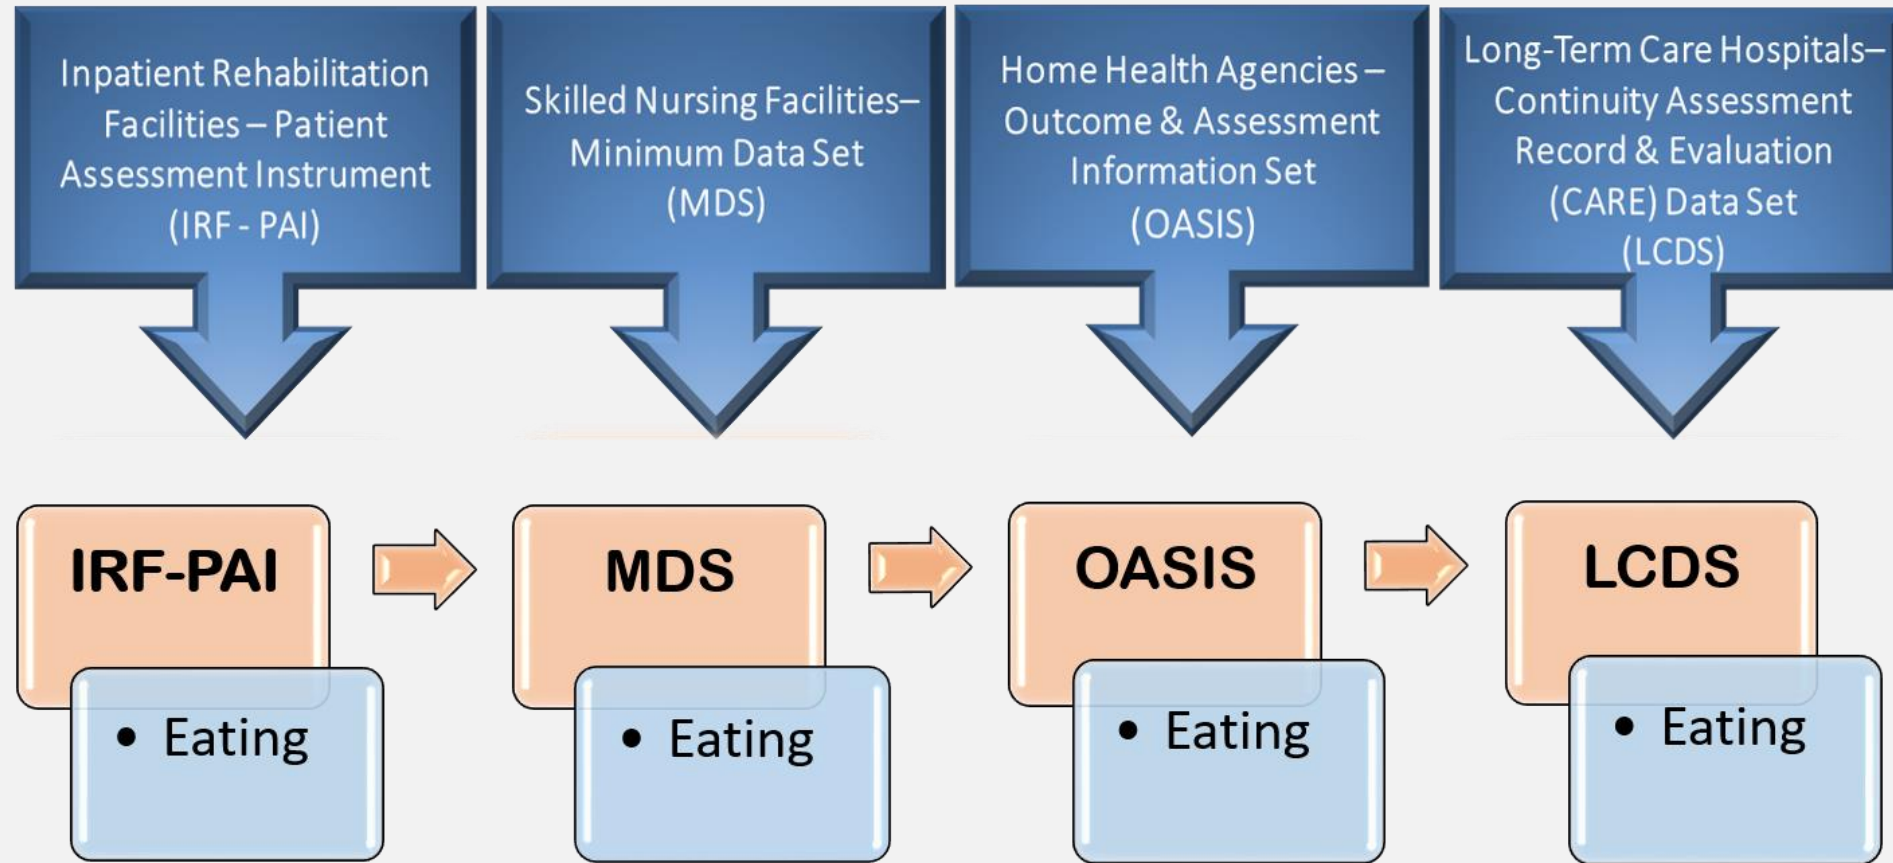 Inpatient Rehabilitation
Facilities – Patient
Assessment Instrument
(IRF - PAI)
Skilled Nursing Facilities–
Minimum Data Set
(MDS)
Home Health Agencies –
Outcome & Assessment
Information Set
(OASIS)
Long-Term Care Hospitals–
Continuity Assessment
Record & Evaluation
(CARE) Data Set
(LCDS)
IRF-PAI
MDS
OASIS
LCDS
• Eating
• Eating
• Eating
• Eating